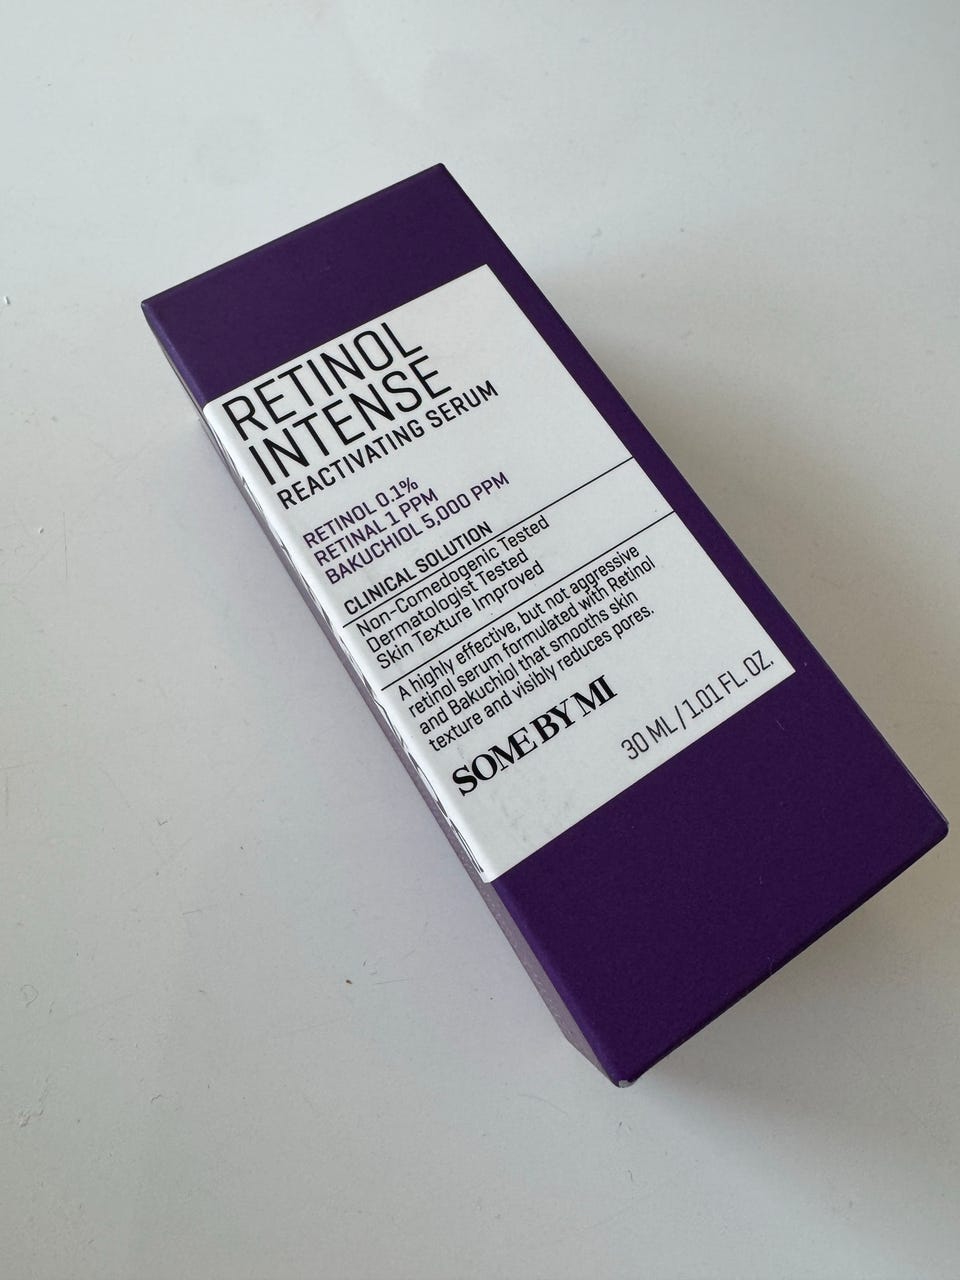 RETINOL
INTENSE
REACTIVATING SERUM
RETINOL 0.1%
RETINAL 1 PPM
BAKUCHIOL 5,000 PPM
CLINICAL SOLUTION
Non-Comedogenic Tested
Dermatologist Tested
Skin Texture Improved
A highly effective, but not aggressive
retinol serum formulated with Retinol
and Bakuchiol that smooths skin
texture and visibly reduces pores.
SOME BY MI
30 ML / 1.01 FL. OZ.